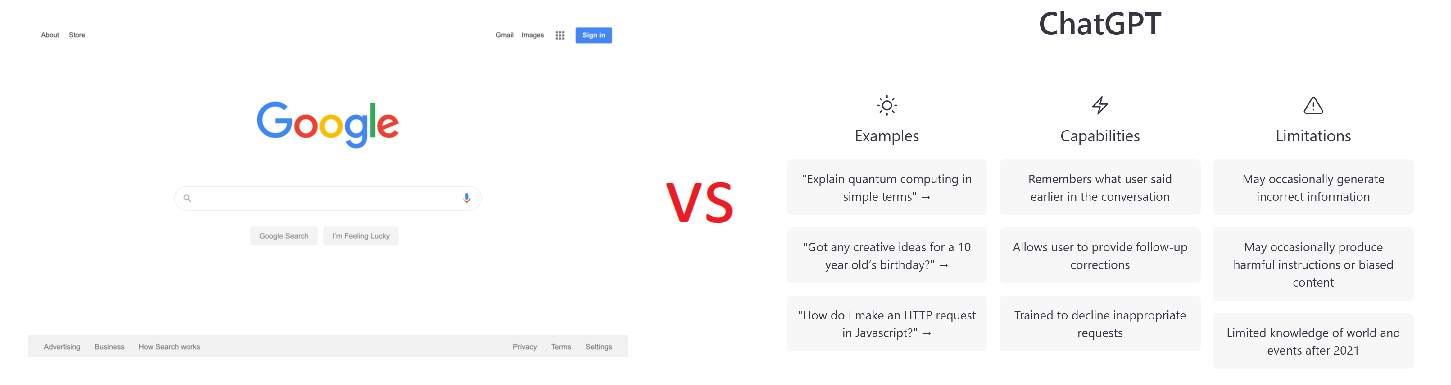 About Store
Gmail Images
Sign in
Google
Google Search
I'm Feeling Lucky
Advertising Business How Search works
Privacy Terms Settings
VS
ChatGPT
Examples
"Explain quantum computing in
simple terms" →
"Got any creative ideas for a 10
year old's birthday?" →
"How do I make an HTTP request
in Javascript?" →
Capabilities
Remembers what user said
earlier in the conversation
Allows user to provide follow-up
corrections
Trained to decline inappropriate
requests
Limitations
May occasionally generate
incorrect information
May occasionally produce
harmful instructions or biased
content
Limited knowledge of world and
events after 2021